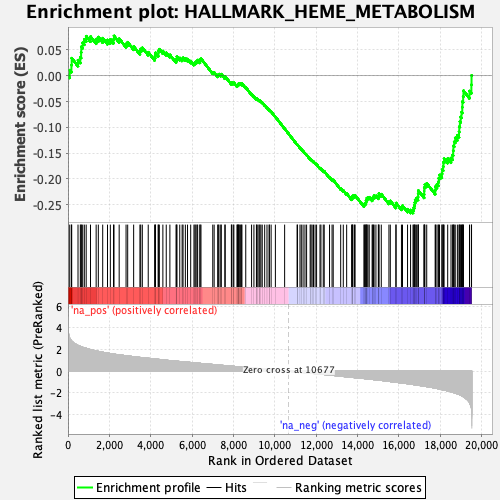 Enrichment plot: HALLMARK_HEME_METABOLISM
Enrichment score (ES)
0.05
0.00
-0.05
-0.10
-0.15
-0.20
-0.25
'na_pos' (positively correlated)
Ranked list metric (PreRanked)
6
4
2
0
-2
-4
Zero cross at 10677
'na_neg' (negatively correlated)
0
2,000
4,000
6,000
8,000
10,000
12,000
14,000
16,000
18,000
20,000
Rank in Ordered Dataset
Enrichment profile
Hits
Ranking metric scores